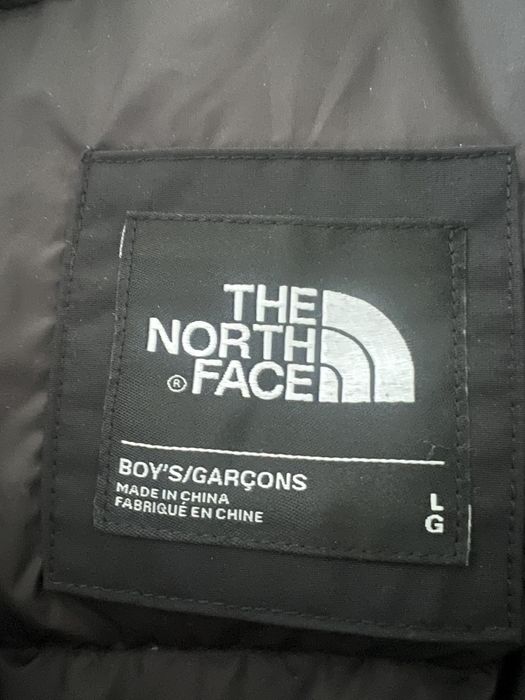 THE
NORTH
® FACE
BOY'S/GARÇONS
MADE IN CHINA
FABRIQUÉ EN CHINE
L
G